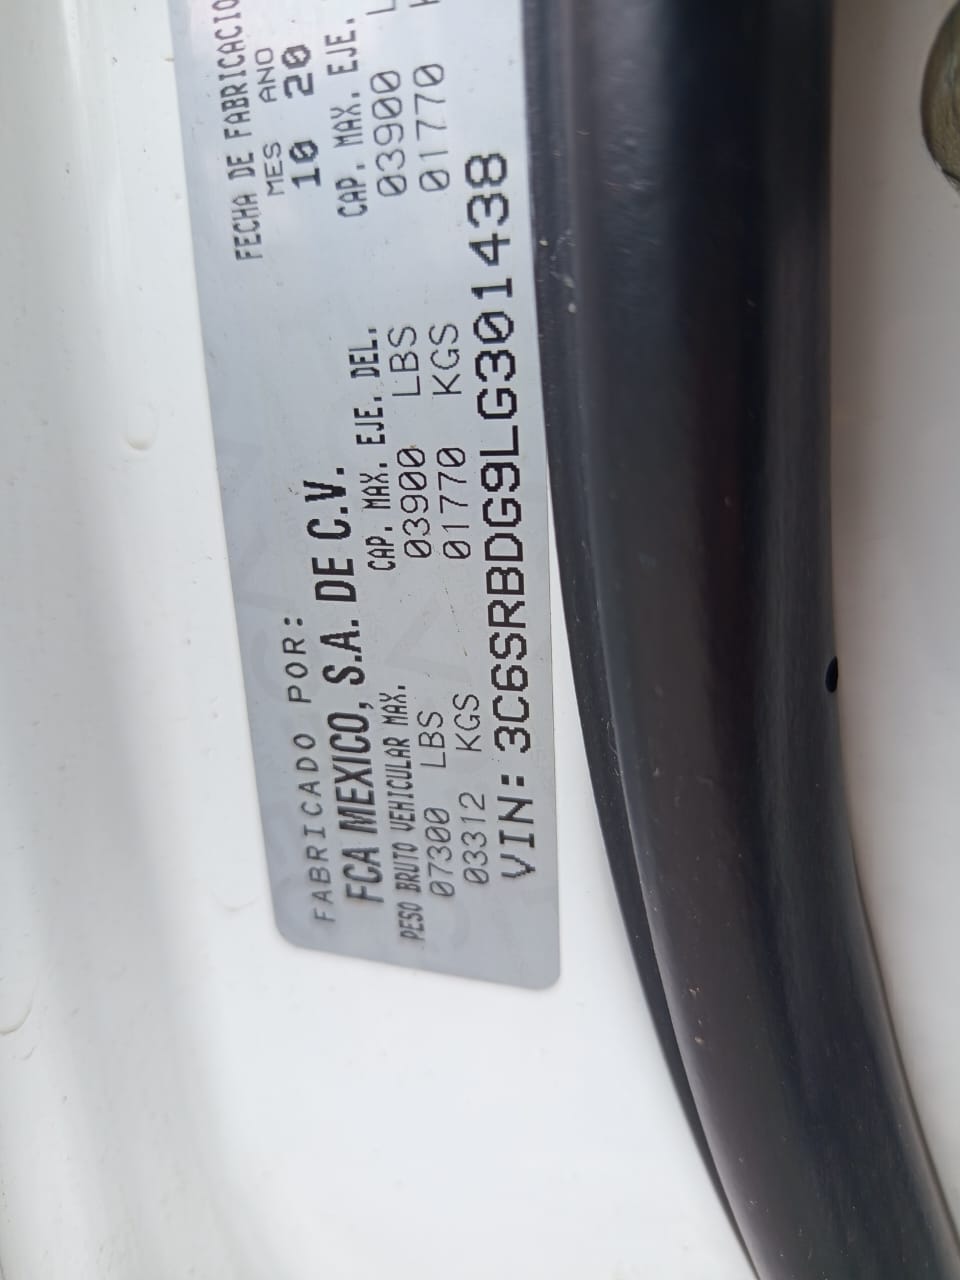 FABRICADO POR:
FECHA DE FABRICACIO
FCA MEXICO, S.A. DE C.V.
MES AÑO
10 20
PESO BRUTO VEHICULAR MAX.
CAP. MAX. EJE. DEL.
CAP. MAX. EJE.
07300 LBS
03900 LBS
03900 L
03312 KGS
01770 KGS
01770 K
VIN: 3C6SRBDG9LG301438